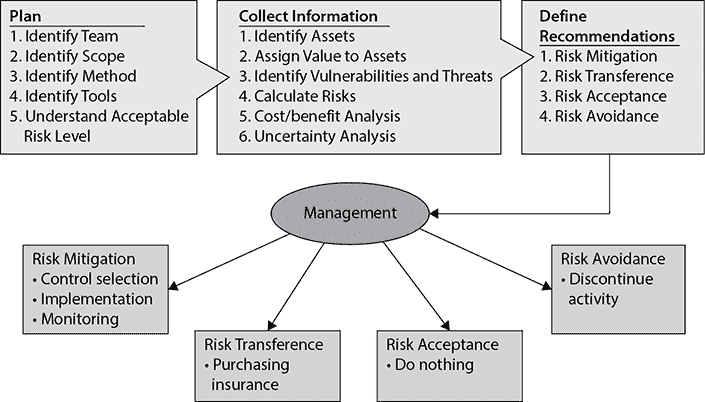 Plan
1. Identify Team
2. Identify Scope
3. Identify Method
4. Identify Tools
5. Understand Acceptable
Risk Level
Collect Information
1. Identify Assets
2. Assign Value to Assets
3. Identify Vulnerabilities and Threats
4. Calculate Risks
5. Cost/benefit Analysis
6. Uncertainty Analysis
Define
Recommendations
1. Risk Mitigation
2. Risk Transference
3. Risk Acceptance
4. Risk Avoidance
Management
Risk Mitigation
• Control selection
• Implementation
• Monitoring
Risk Transference
• Purchasing
insurance
Risk Acceptance
• Do nothing
Risk Avoidance
• Discontinue
activity